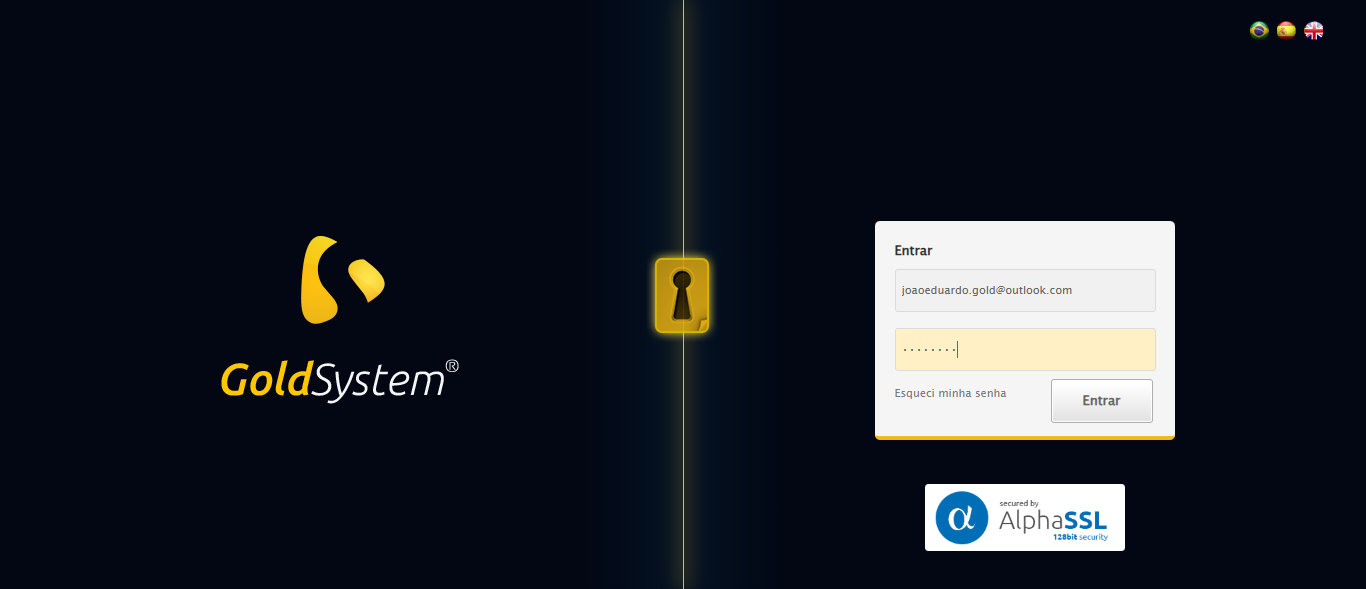 Entrar
joaoeduardo.gold@outlook.com
········
Esqueci minha senha
Entrar
GoldSystem®
α
secured by
AlphaSSL
128bit security